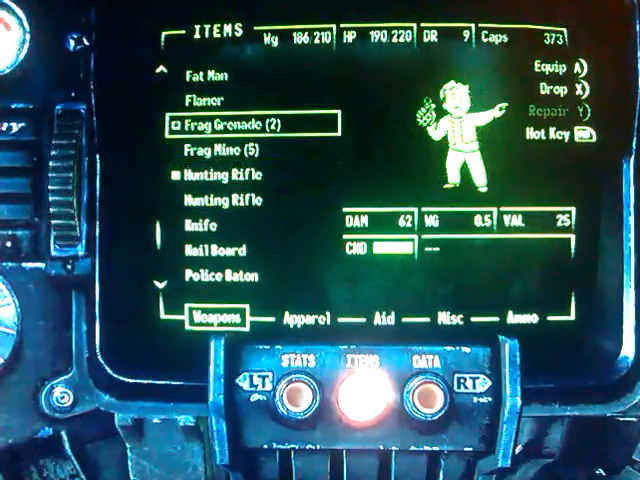 ITEMS
Wg 186/210 HP 190/220 DR 9 Caps 373
Fat Man
Flamer
Frag Grenade (2)
Frag Mine (5)
Hunting Rifle
Hunting Rifle
Knife
Nail Board
Police Baton
Equip A)
Drop X)
Repair Y)
Hot Key
DAM 62 WG 0.5 VAL 25
CND --
Weapons Apparel Aid Misc Ammo
STATS ITEMS DATA
LT RT